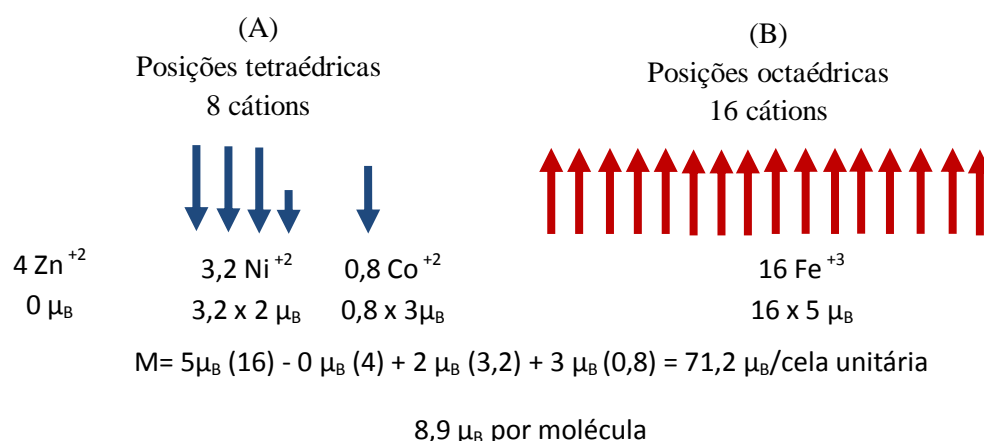 (A)
Posições tetraédricas
8 cátions
(B)
Posições octaédricas
16 cátions
4 Zn +2 3,2 Ni +2 0,8 Co +2 16 Fe +3
0 μB 3,2 x 2 μB 0,8 x 3μB 16 x 5 μB
M= 5μB (16) - 0 μB (4) + 2 μB (3,2) + 3 μB (0,8) = 71,2 μB/cela unitária
8,9 μB por molécula